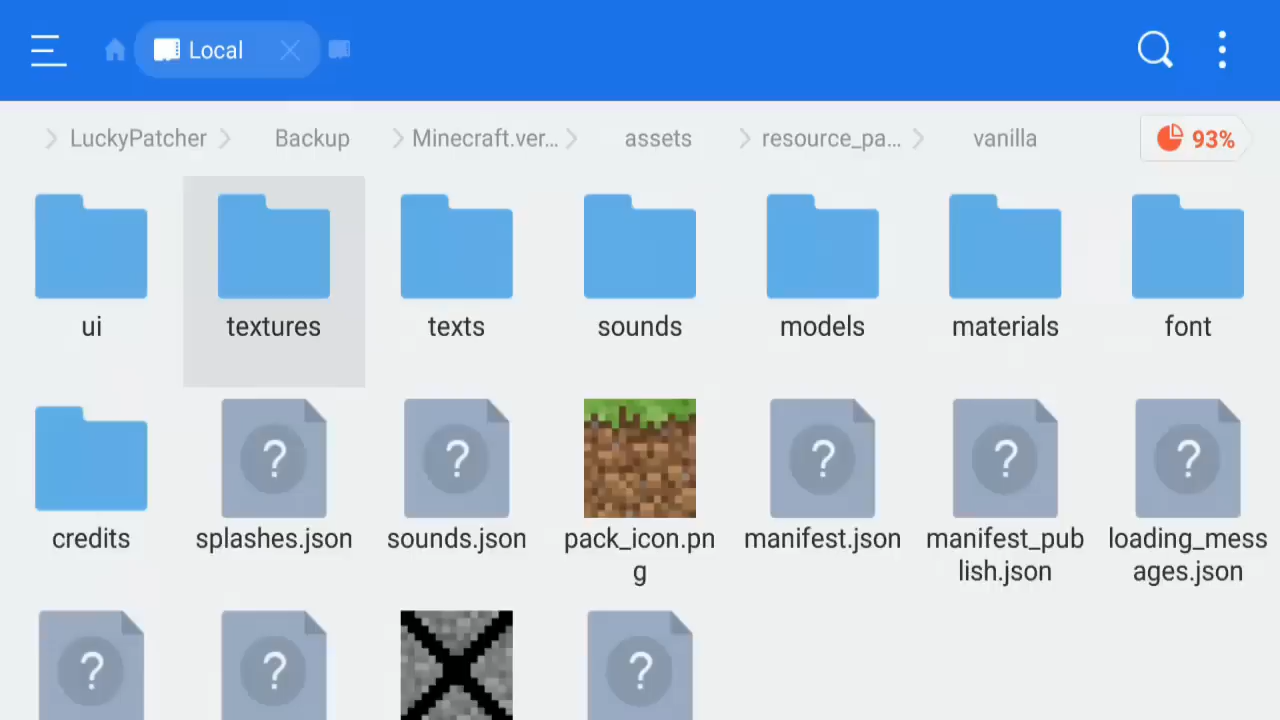 Local
LuckyPatcher
Backup
Minecraft.ver...
assets
resource_pa...
vanilla
93%
ui
textures
texts
sounds
models
materials
font
?
?
?
?
?
credits
splashes.json
sounds.json
pack_icon.pn
g
manifest.json
manifest_pub
lish.json
loading_mess
ages.json
?
?
?